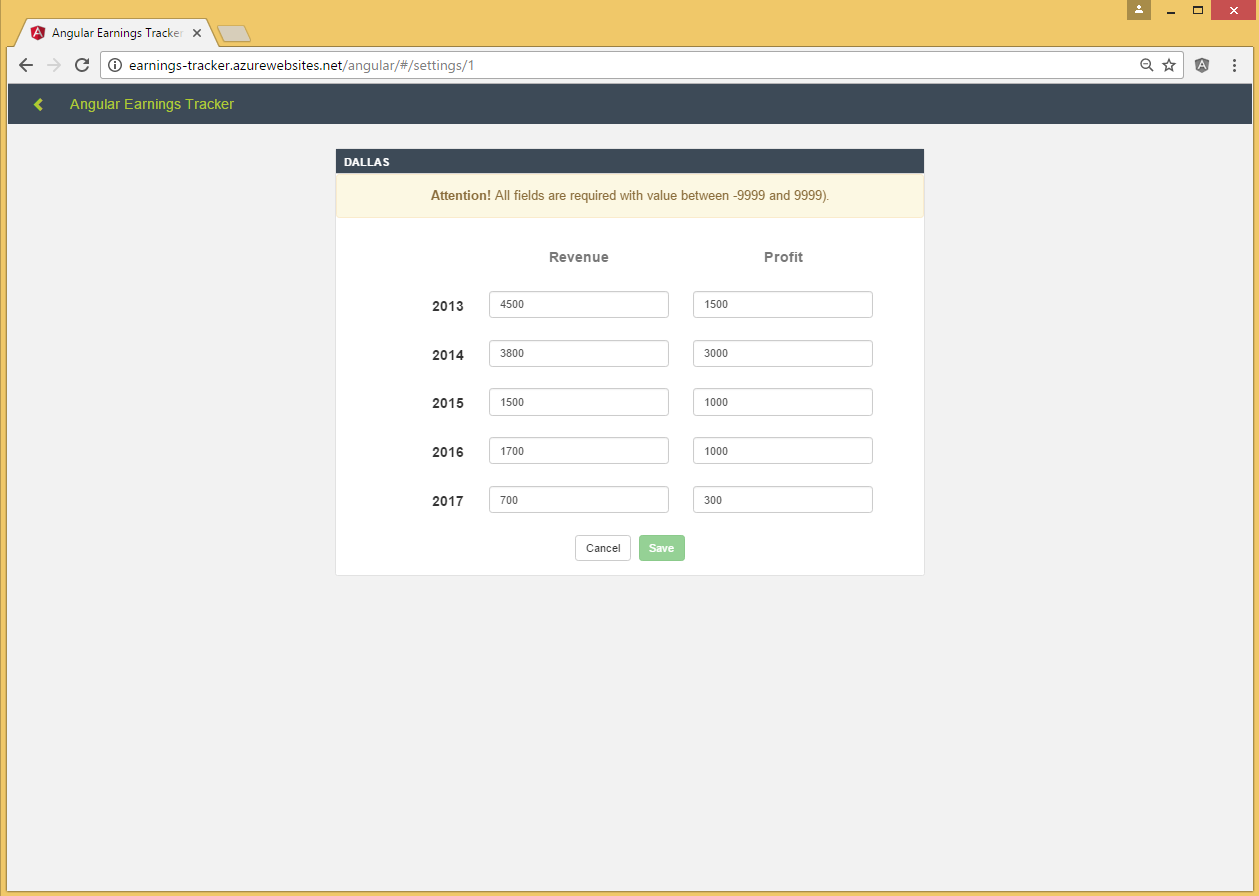 Angular Earnings Tracker
earnings-tracker.azurewebsites.net/angular/#/settings/1
Angular Earnings Tracker
DALLAS
Attention! All fields are required with value between -9999 and 9999).
Revenue Profit
2013 4500 1500
2014 3800 3000
2015 1500 1000
2016 1700 1000
2017 700 300
Cancel Save